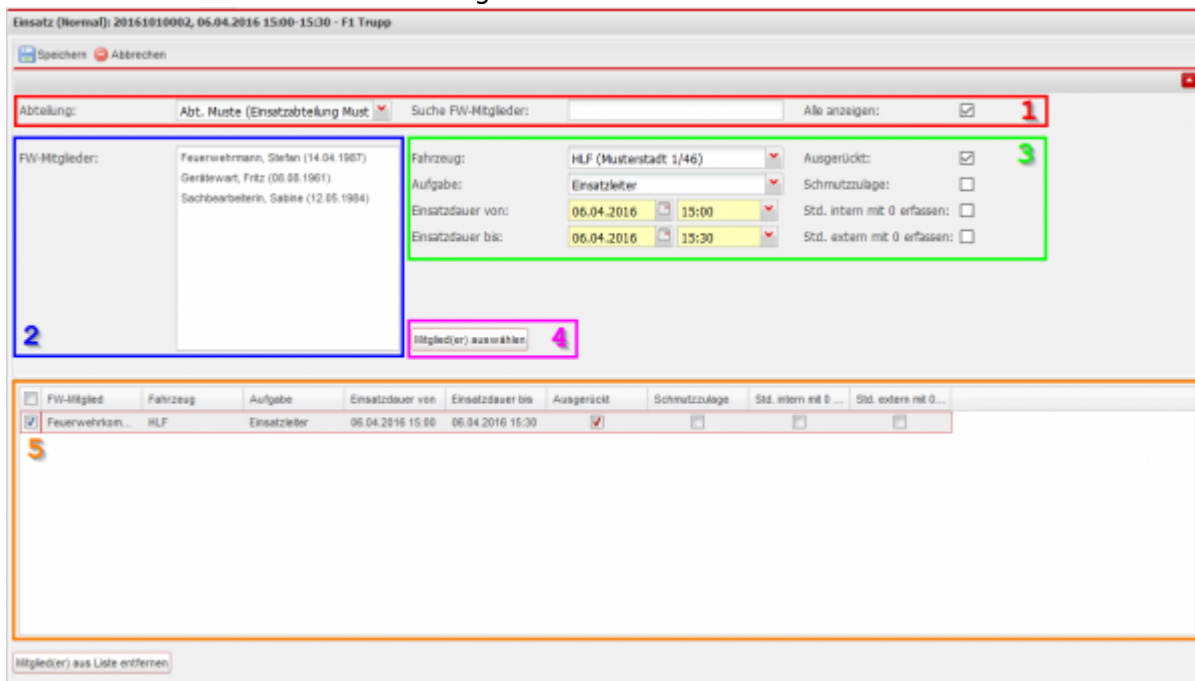 Einsatz (Normal): 20161010002, 06.04.2016 15:00-15:30 - F1 Trupp
Speichern Abbrechen
Abteilung: Abt. Muste (Einsatzabteilung Must Suche FW-Mitglieder: Alle anzeigen: 1
FW-Mitglieder:
Feuerwehrmann, Stefan (14.04.1987)
Gerätewart, Fritz (08.08.1961)
Sachbearbeiterin, Sabine (12.05.1984)
2
Fahrzeug: HLF (Musterstadt 1/46) Ausgerückt: 3
Aufgabe: Einsatzleiter Schmutzzulage:
Einsatzdauer von: 06.04.2016 15:00 Std. intern mit 0 erfassen:
Einsatzdauer bis: 06.04.2016 15:30 Std. extern mit 0 erfassen:
Mitglied(er) auswählen 4
FW-Mitglied Fahrzeug Aufgabe Einsatzdauer von Einsatzdauer bis Ausgerückt Schmutzzulage Std. intern mit 0 ... Std. extern mit 0...
Feuerwehrkom... HLF Einsatzleiter 06.04.2016 15:00 06.04.2016 15:30
5
Mitglied(er) aus Liste entfernen